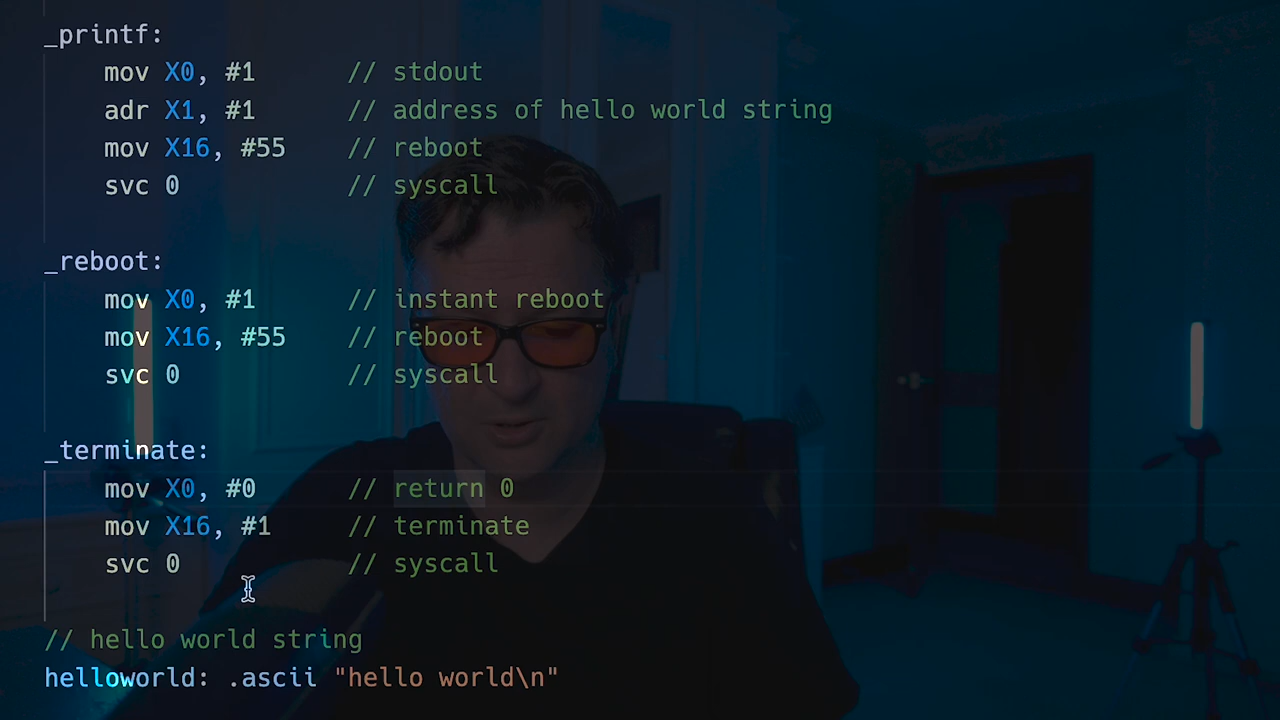 _printf:
mov X0, #1 // stdout
adr X1, #1 // address of hello world string
mov X16, #55 // reboot
svc 0 // syscall
_reboot:
mov X0, #1 // instant reboot
mov X16, #55 // reboot
svc 0 // syscall
_terminate:
mov X0, #0 // return 0
mov X16, #1 // terminate
svc 0 // syscall
// hello world string
helloworld: .ascii "hello world\n"